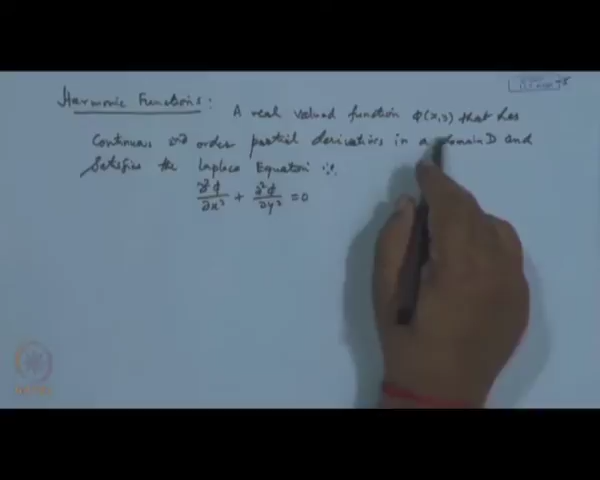 Harmonic Functions : A real valued function ϕ(x,y) that has
Continuous IInd order partial derivatives in a domain D and
Satisfies the Laplace Equation i.e.
∂²ϕ/∂x² + ∂²ϕ/∂y² = 0